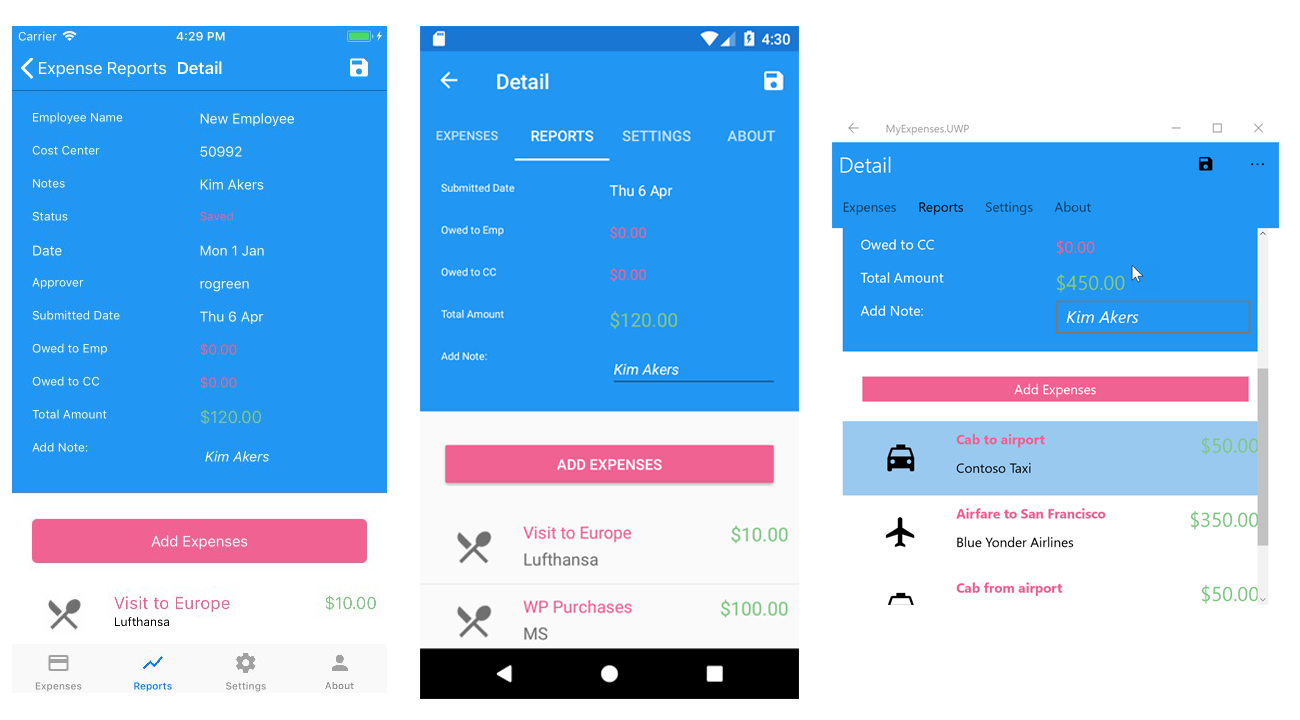 Carrier 4:29 PM
Expense Reports Detail
Employee Name New Employee
Cost Center 50992
Notes Kim Akers
Status Saved
Date Mon 1 Jan
Approver rogreen
Submitted Date Thu 6 Apr
Owed to Emp $0.00
Owed to CC $0.00
Total Amount $120.00
Add Note: Kim Akers
Add Expenses
Visit to Europe $10.00
Lufthansa
Expenses Reports Settings About
4:30
Detail
EXPENSES REPORTS SETTINGS ABOUT
Submitted Date Thu 6 Apr
Owed to Emp $0.00
Owed to CC $0.00
Total Amount $120.00
Add Note: Kim Akers
ADD EXPENSES
Visit to Europe $10.00
Lufthansa
WP Purchases $100.00
MS
MyExpenses.UWP
Detail ...
Expenses Reports Settings About
Owed to CC $0.00
Total Amount $450.00
Add Note: Kim Akers
Add Expenses
Cab to airport $50.00
Contoso Taxi
Airfare to San Francisco $350.00
Blue Yonder Airlines
Cab from airport $50.00